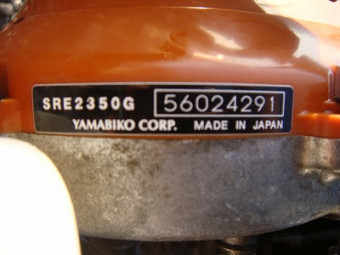 SRE2350G 56024291
YAMABIKO CORP. MADE IN JAPAN